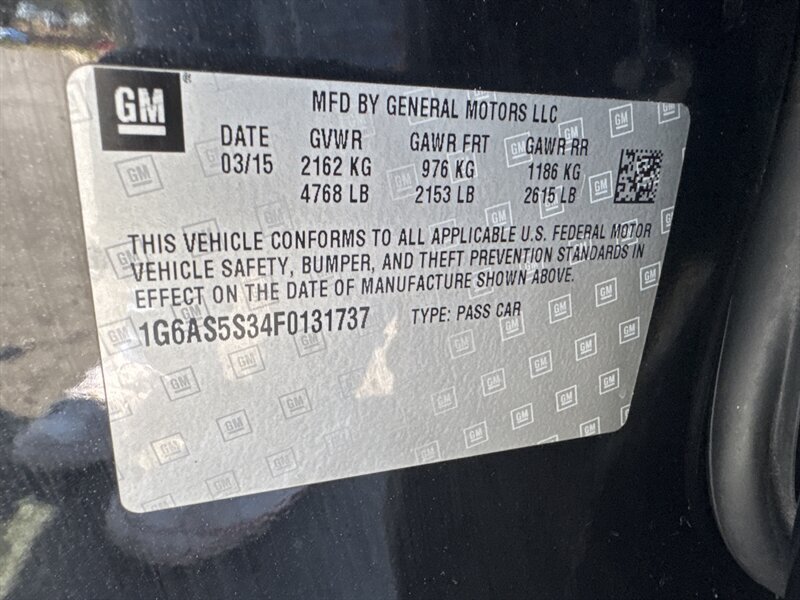 GM
MFD BY GENERAL MOTORS LLC
DATE GVWR GAWR FRT GAWR RR
03/15 2162 KG 976 KG 1186 KG
4768 LB 2153 LB 2615 LB
THIS VEHICLE CONFORMS TO ALL APPLICABLE U.S. FEDERAL MOTOR
VEHICLE SAFETY, BUMPER, AND THEFT PREVENTION STANDARDS IN
EFFECT ON THE DATE OF MANUFACTURE SHOWN ABOVE.
1G6AS5S34F0131737 TYPE: PASS CAR